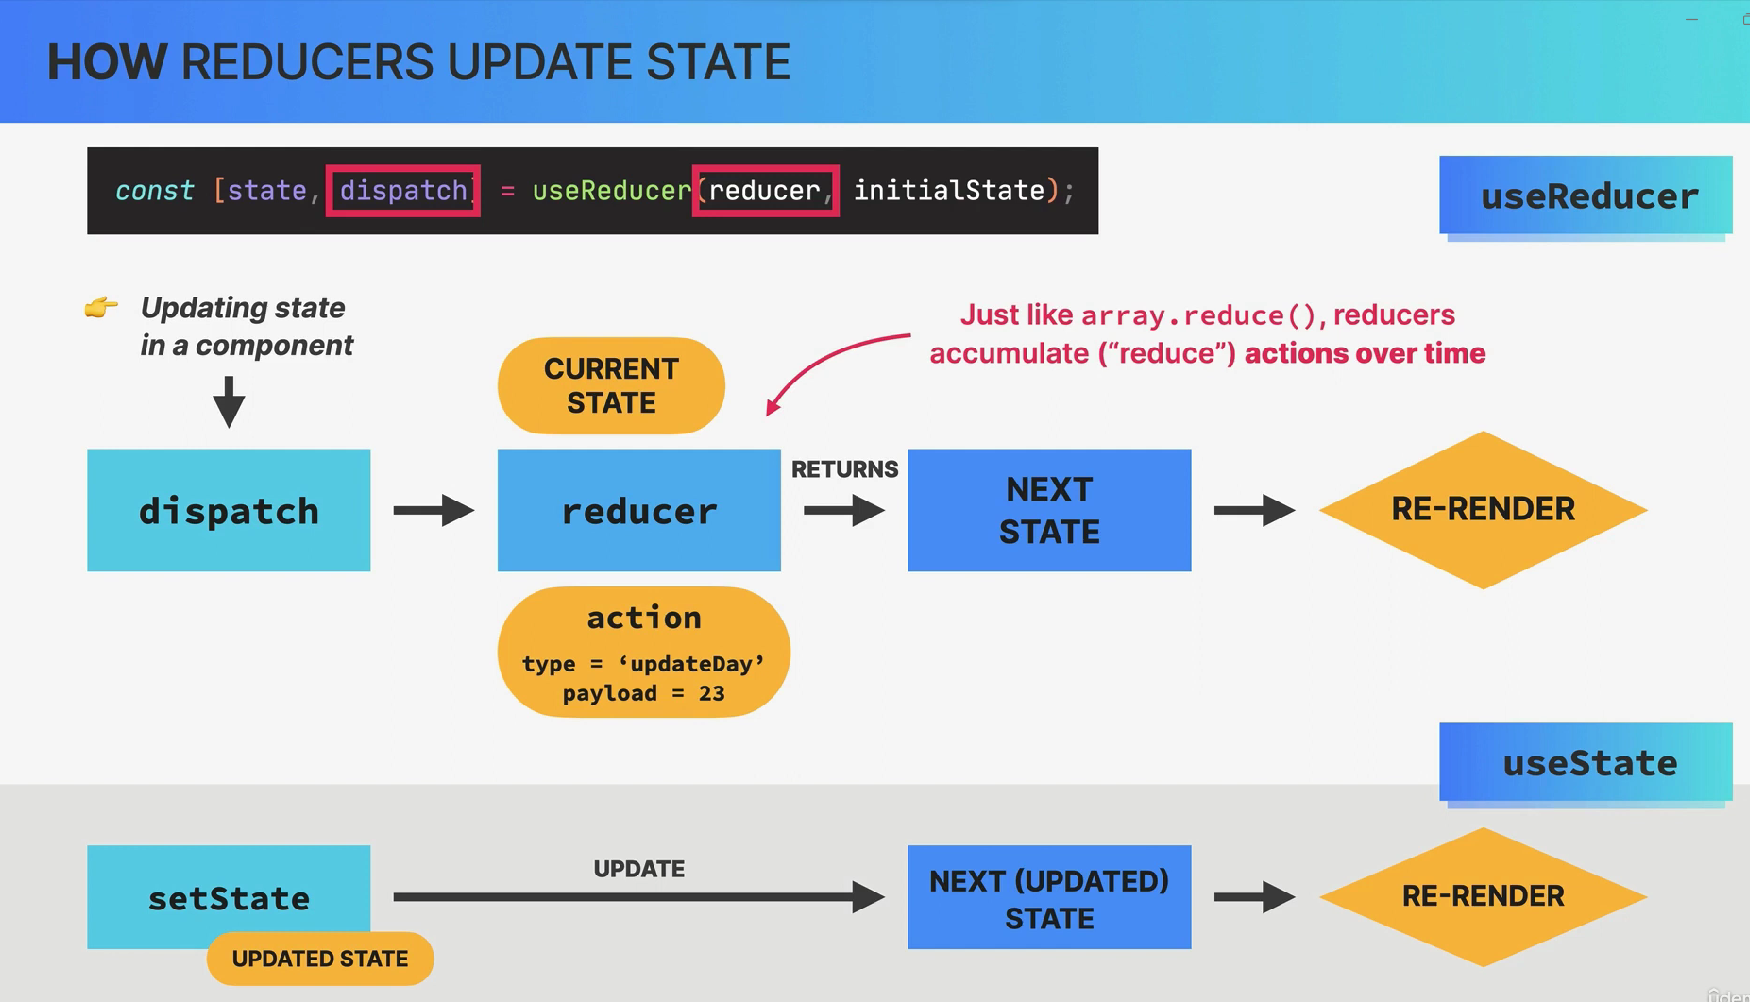 HOW REDUCERS UPDATE STATE
const [state, dispatch] = useReducer(reducer, initialState);
useReducer
👉 Updating state
in a component
Just like array.reduce(), reducers
accumulate (“reduce”) actions over time
CURRENT
STATE
dispatch
reducer
RETURNS
NEXT
STATE
RE-RENDER
action
type = ‘updateDay’
payload = 23
useState
setState
UPDATED STATE
UPDATE
NEXT (UPDATED)
STATE
RE-RENDER